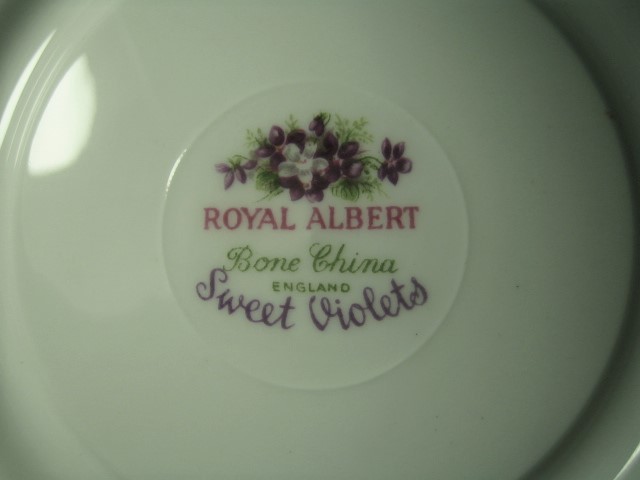 ROYAL ALBERT
Bone China
ENGLAND
Sweet Violets